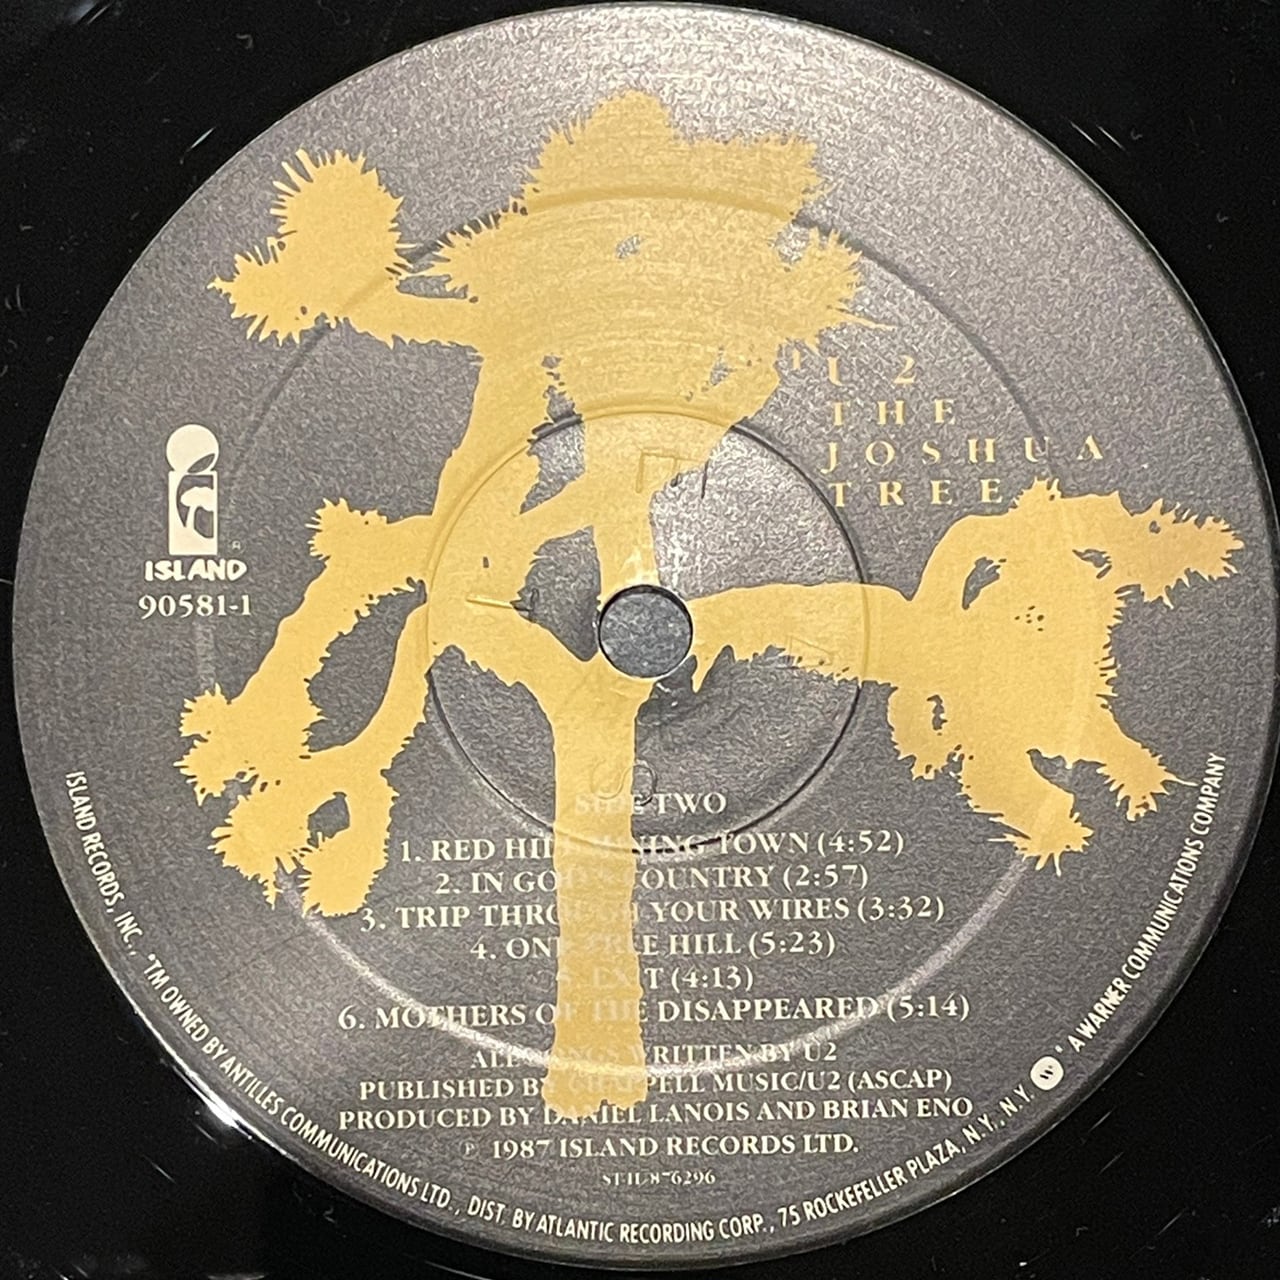 U 2
THE
JOSHUA
TREE
ISLAND
90581-1
SIDE TWO
1. RED HILL MINING TOWN (4:52)
2. IN GOD'S COUNTRY (2:57)
3. TRIP THROUGH YOUR WIRES (3:32)
4. ONE TREE HILL (5:23)
5. EXIT (4:13)
6. MOTHERS OF THE DISAPPEARED (5:14)
ALL SONGS WRITTEN BY U2
PUBLISHED BY CHAPPELL MUSIC/U2 (ASCAP)
PRODUCED BY DANIEL LANOIS AND BRIAN ENO
℗ 1987 ISLAND RECORDS LTD.
ISLAND RECORDS, INC., *TM OWNED BY ANTILLES COMMUNICATIONS LTD., DIST. BY ATLANTIC RECORDING CORP., 75 ROCKEFELLER PLAZA, N.Y., N.Y. * A WARNER COMMUNICATIONS COMPANY